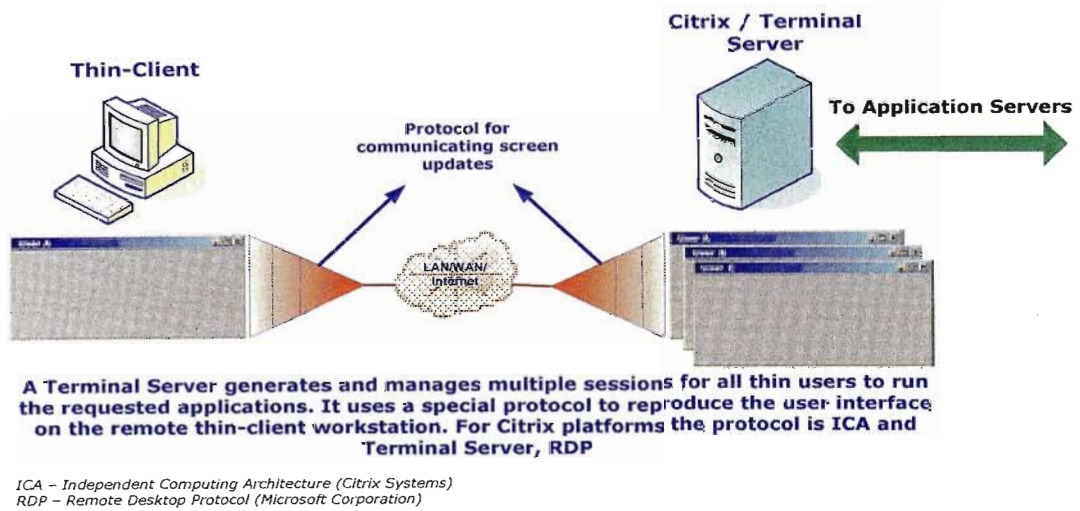 Citrix / Terminal
Server
Thin-Client
To Application Servers
Protocol for
communicating screen
updates
LAN/WAN/
Internet
A Terminal Server generates and manages multiple sessions for all thin users to run
the requested applications. It uses a special protocol to reproduce the user interface
on the remote thin-client workstation. For Citrix platforms the protocol is ICA and
Terminal Server, RDP
ICA – Independent Computing Architecture (Citrix Systems)
RDP – Remote Desktop Protocol (Microsoft Corporation)